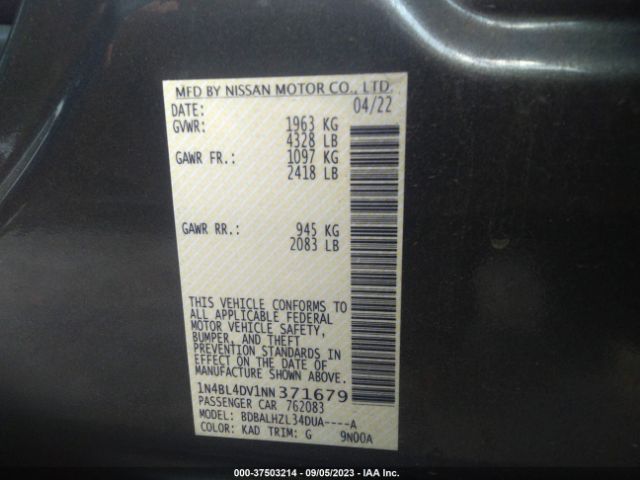 MFD BY NISSAN MOTOR CO., LTD.
DATE: 04/22
GVWR: 1963 KG
4328 LB
GAWR FR.: 1097 KG
2418 LB
GAWR RR.: 945 KG
2083 LB
THIS VEHICLE CONFORMS TO
ALL APPLICABLE FEDERAL
MOTOR VEHICLE SAFETY,
BUMPER, AND THEFT
PREVENTION STANDARDS IN
EFFECT ON THE DATE OF
MANUFACTURE SHOWN ABOVE.
1N4BL4DV1NN371679
PASSENGER CAR 762083
MODEL: BDBALHZL34DUA----A
COLOR: KAD TRIM: G 9N00A
000-37503214 - 09/05/2023 - IAA Inc.